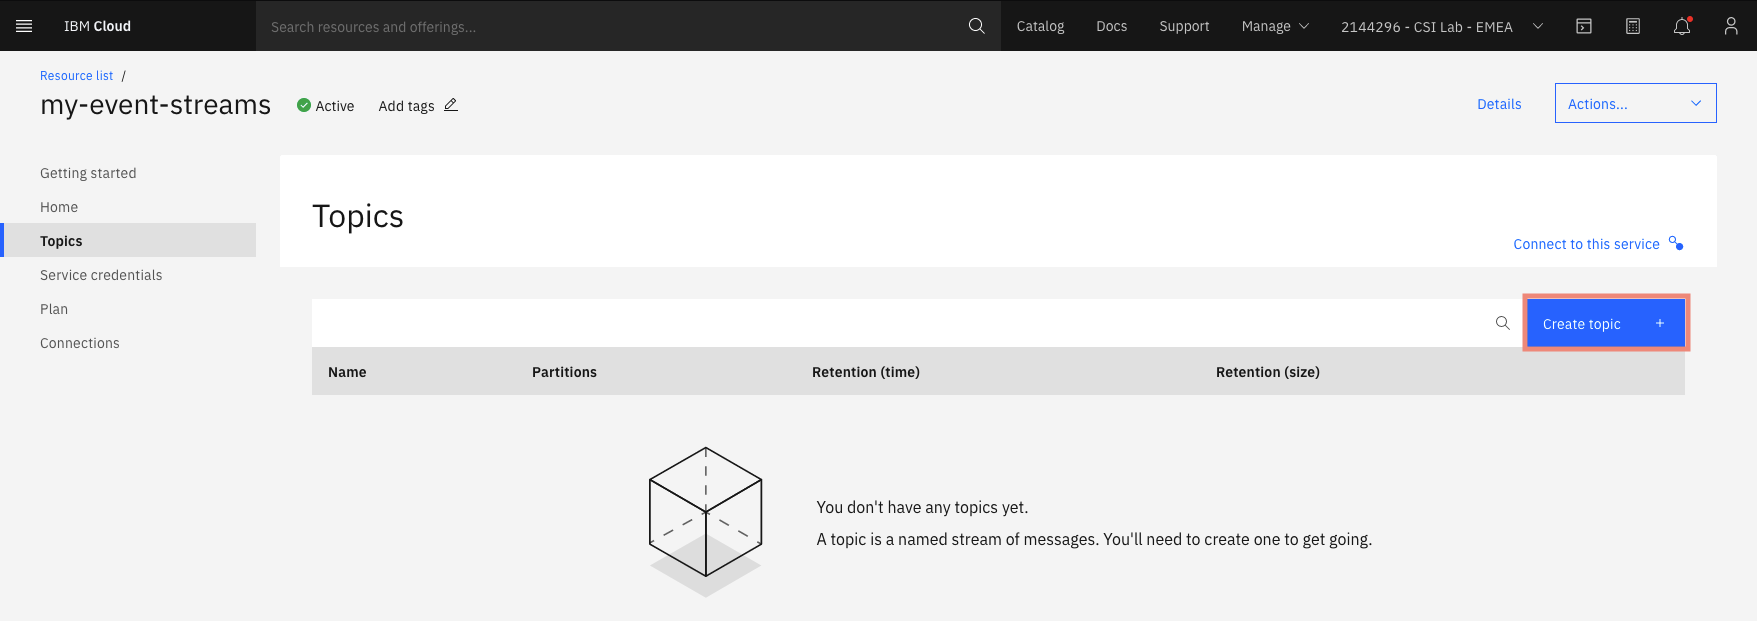 IBM Cloud
Search resources and offerings...
Catalog
Docs
Support
Manage
2144296 - CSI Lab - EMEA
Resource list /
my-event-streams
Active
Add tags
Details
Actions...
Getting started
Home
Topics
Service credentials
Plan
Connections
Topics
Connect to this service
Create topic +
Name
Partitions
Retention (time)
Retention (size)
You don't have any topics yet.
A topic is a named stream of messages. You'll need to create one to get going.